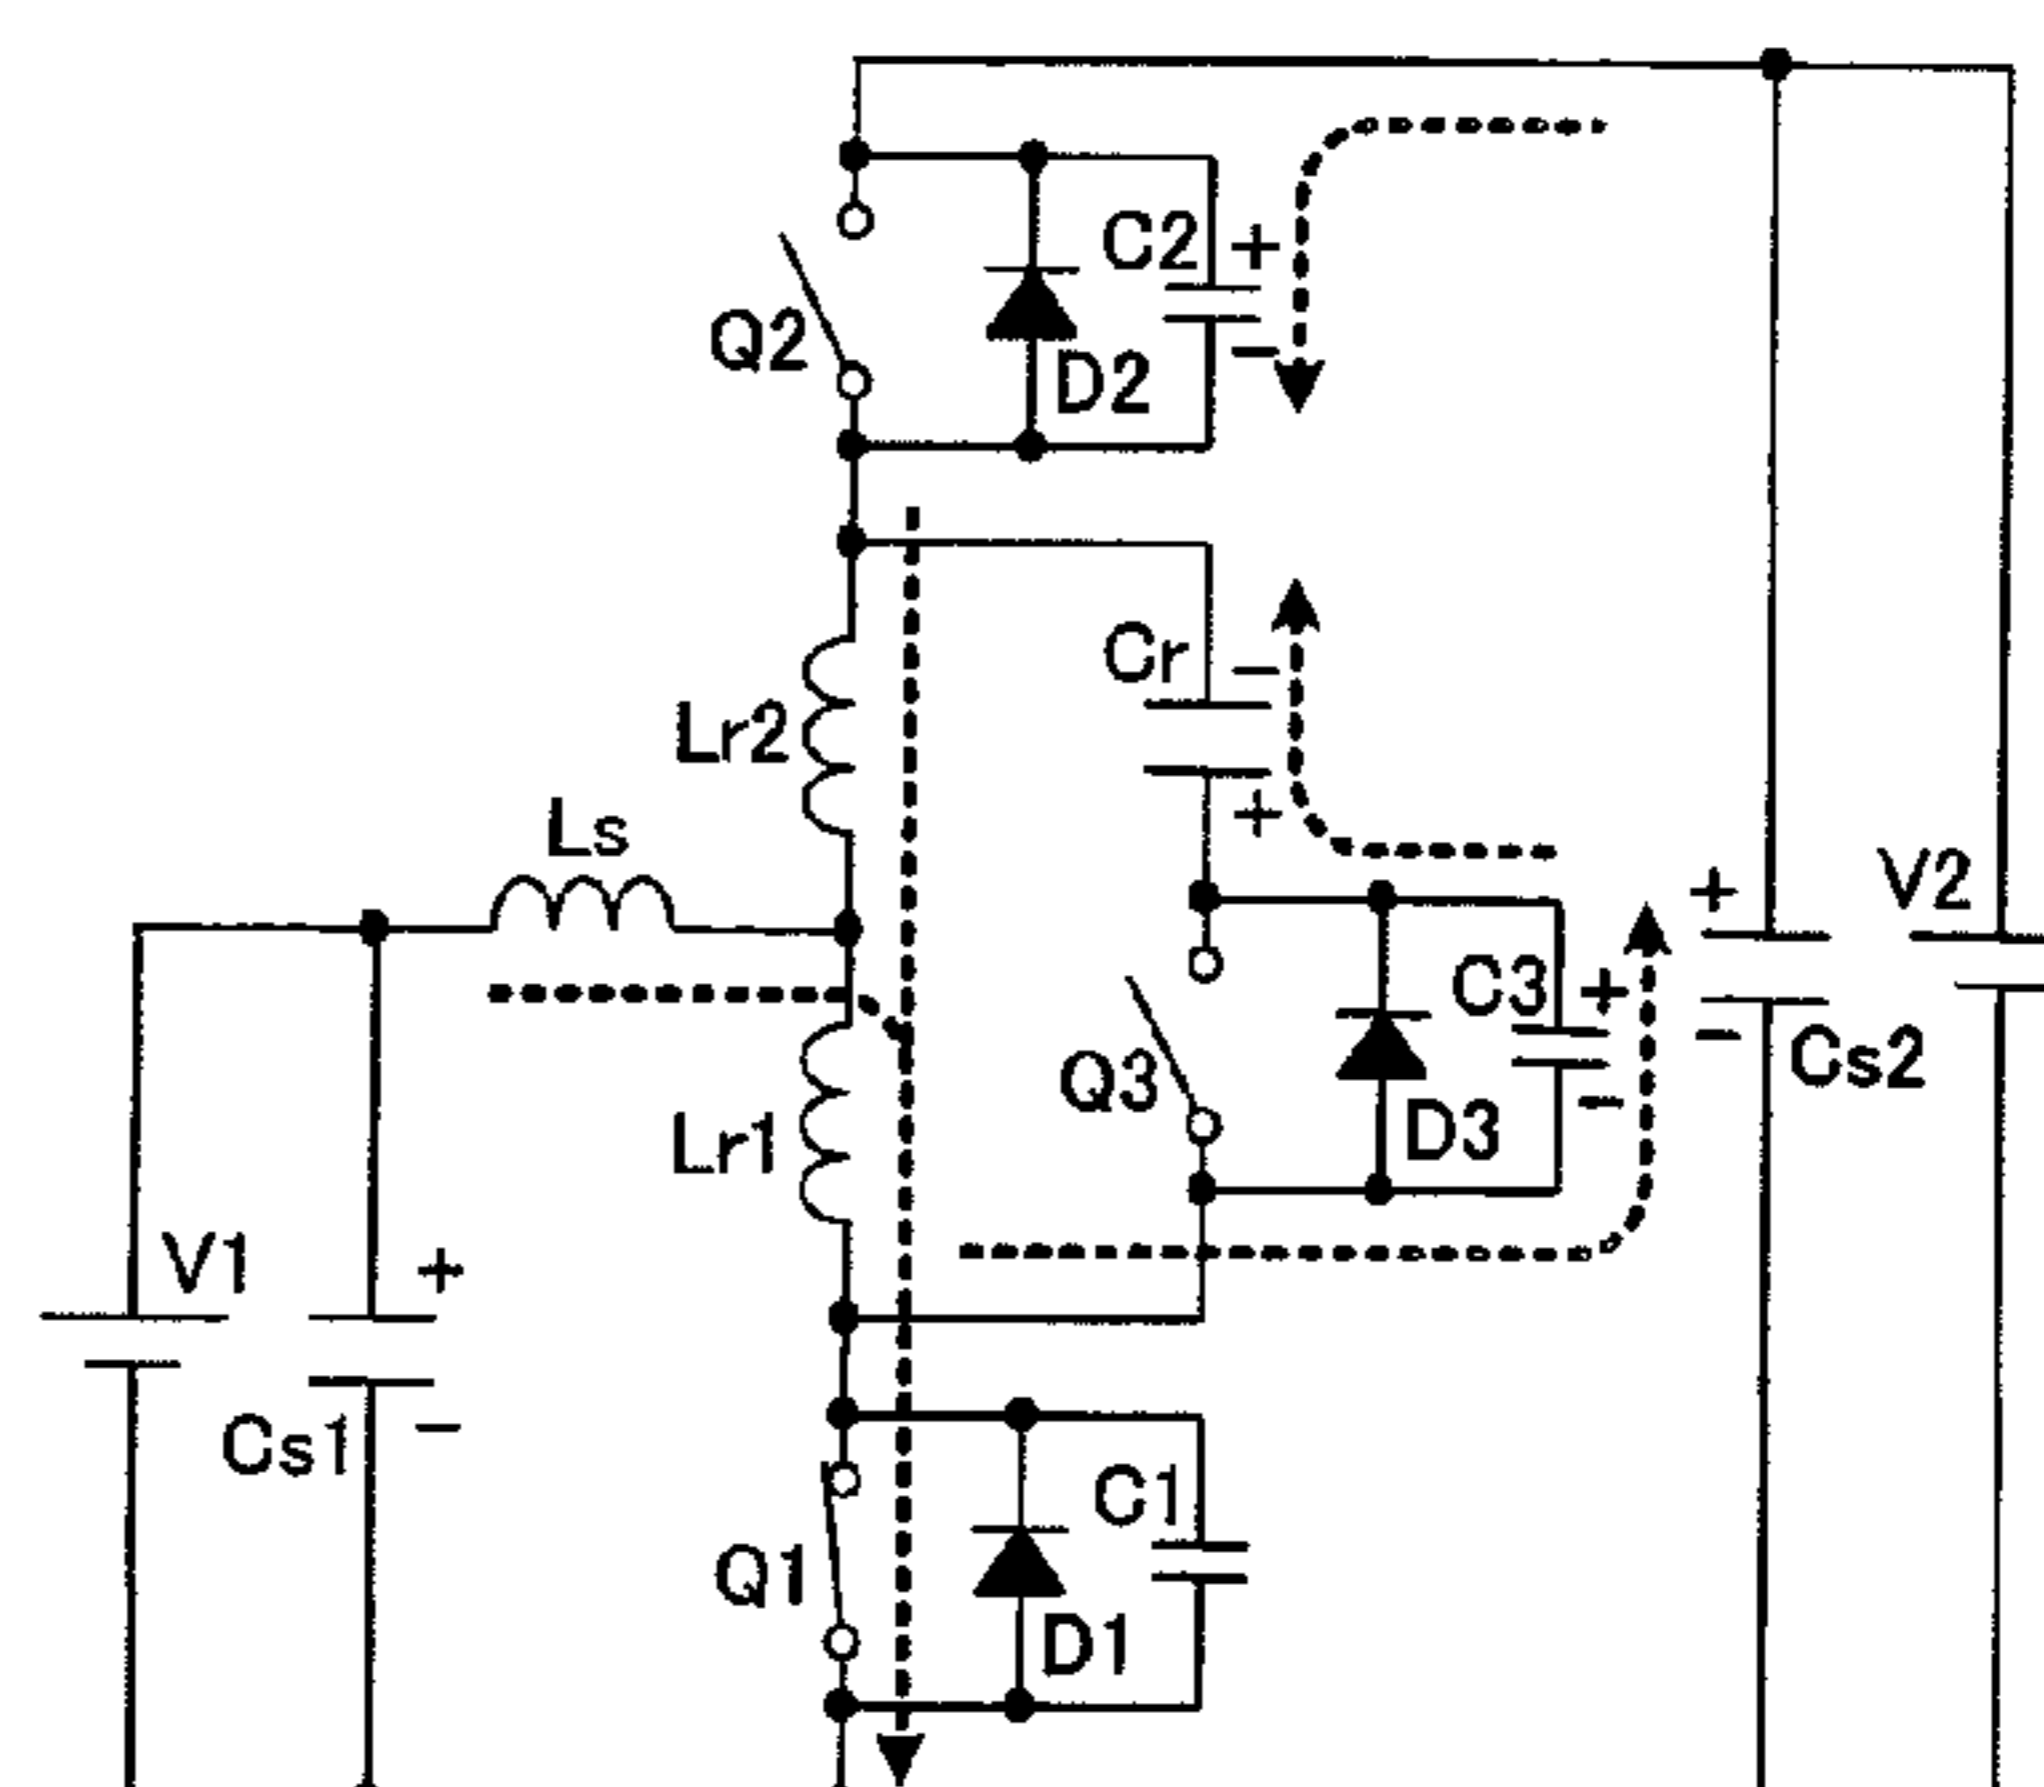 C2
+
Q2
−
D2
Cr
−
Lr2
Ls
+
V2
+
C3
+
Q3
−
Cs2
Lr1
D3
−
V1
+
Cs1
−
C1
Q1
D1